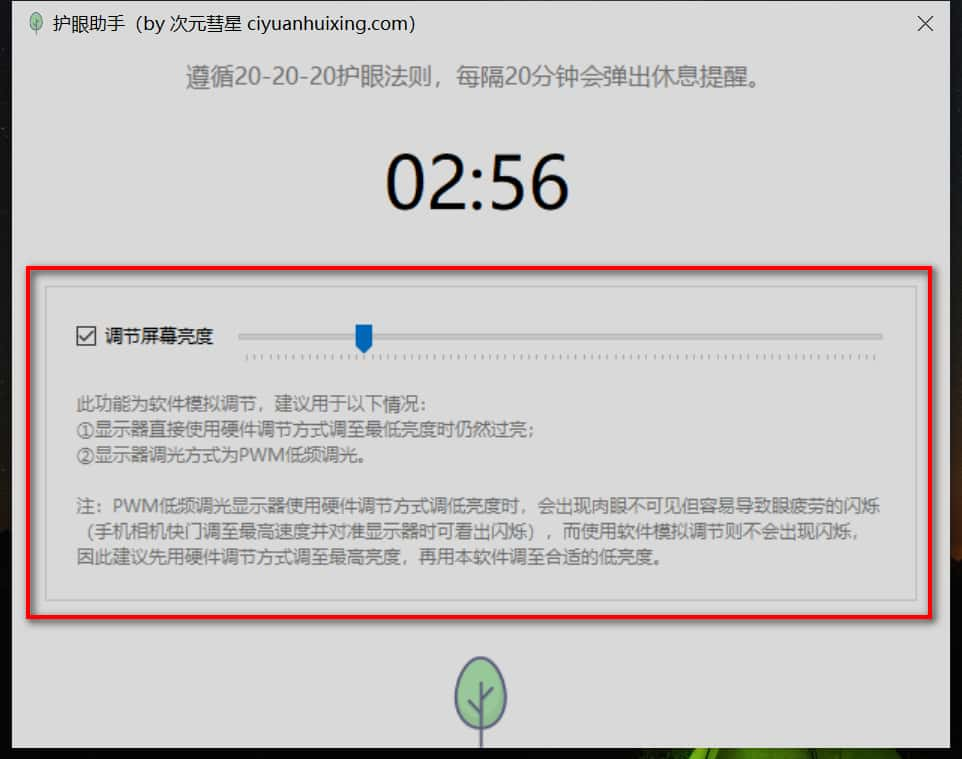 护眼助手（by 次元彗星 ciyuanhuixing.com）
遵循20-20-20护眼法则，每隔20分钟会弹出休息提醒。
02:56
调节屏幕亮度
此功能为软件模拟调节，建议用于以下情况：
①显示器直接使用硬件调节方式调至最低亮度时仍然过亮；
②显示器调光方式为PWM低频调光。
注：PWM低频调光显示器使用硬件调节方式调低亮度时，会出现肉眼不可见但容易导致眼疲劳的闪烁
（手机相机快门调至最高速度并对准显示器时可看出闪烁），而使用软件模拟调节则不会出现闪烁，
因此建议先用硬件调节方式调至最高亮度，再用本软件调至合适的低亮度。